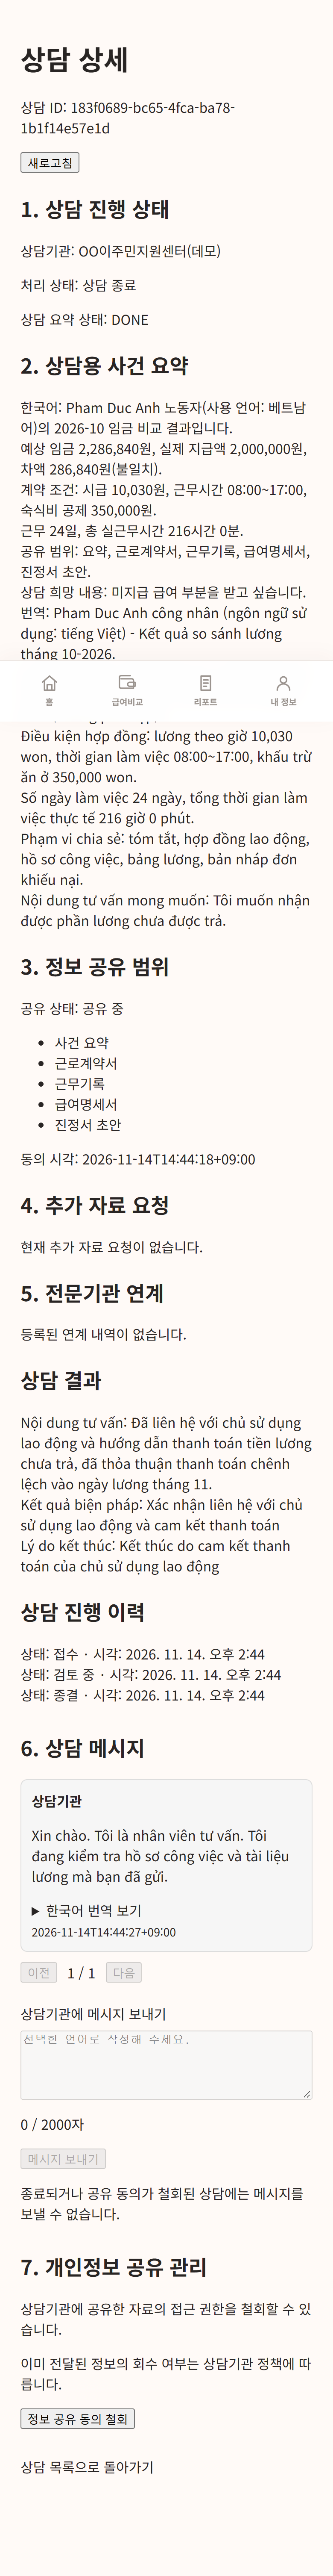 상담 상세
상담 ID: 183f0689-bc65-4fca-ba78-
1b1f14e57e1d
새로고침
1. 상담 진행 상태
상담기관: OO이주민지원센터(데모)
처리 상태: 상담 종료
상담 요약 상태: DONE
2. 상담용 사건 요약
한국어: Pham Duc Anh 노동자(사용 언어: 베트남
어)의 2026-10 임금 비교 결과입니다.
예상 임금 2,286,840원, 실제 지급액 2,000,000원,
차액 286,840원(불일치).
계약 조건: 시급 10,030원, 근무시간 08:00~17:00,
숙식비 공제 350,000원.
근무 24일, 총 실근무시간 216시간 0분.
공유 범위: 요약, 근로계약서, 근무기록, 급여명세서,
진정서 초안.
상담 희망 내용: 미지급 급여 부분을 받고 싶습니다.
번역: Pham Duc Anh công nhân (ngôn ngữ sử
dụng: tiếng Việt) - Kết quả so sánh lương
tháng 10-2026.
홈
급여비교
리포트
내 정보
Điều kiện hợp đồng: lương theo giờ 10,030
won, thời gian làm việc 08:00~17:00, khấu trừ
ăn ở 350,000 won.
Số ngày làm việc 24 ngày, tổng thời gian làm
việc thực tế 216 giờ 0 phút.
Phạm vi chia sẻ: tóm tắt, hợp đồng lao động,
hồ sơ công việc, bảng lương, bản nháp đơn
khiếu nại.
Nội dung tư vấn mong muốn: Tôi muốn nhận
được phần lương chưa được trả.
3. 정보 공유 범위
공유 상태: 공유 중
사건 요약
근로계약서
근무기록
급여명세서
진정서 초안
동의 시각: 2026-11-14T14:44:18+09:00
4. 추가 자료 요청
현재 추가 자료 요청이 없습니다.
5. 전문기관 연계
등록된 연계 내역이 없습니다.
상담 결과
Nội dung tư vấn: Đã liên hệ với chủ sử dụng
lao động và hướng dẫn thanh toán tiền lương
chưa trả, đã thỏa thuận thanh toán chênh
lệch vào ngày lương tháng 11.
Kết quả biện pháp: Xác nhận liên hệ với chủ
sử dụng lao động và cam kết thanh toán
Lý do kết thúc: Kết thúc do cam kết thanh
toán của chủ sử dụng lao động
상담 진행 이력
상태: 접수 · 시각: 2026. 11. 14. 오후 2:44
상태: 검토 중 · 시각: 2026. 11. 14. 오후 2:44
상태: 종결 · 시각: 2026. 11. 14. 오후 2:44
6. 상담 메시지
상담기관
Xin chào. Tôi là nhân viên tư vấn. Tôi
đang kiểm tra hồ sơ công việc và tài liệu
lương mà bạn đã gửi.
▶ 한국어 번역 보기
2026-11-14T14:44:27+09:00
이전 1 / 1 다음
상담기관에 메시지 보내기
선택한 언어로 작성해 주세요.
0 / 2000자
메시지 보내기
종료되거나 공유 동의가 철회된 상담에는 메시지를
보낼 수 없습니다.
7. 개인정보 공유 관리
상담기관에 공유한 자료의 접근 권한을 철회할 수 있
습니다.
이미 전달된 정보의 회수 여부는 상담기관 정책에 따
릅니다.
정보 공유 동의 철회
상담 목록으로 돌아가기